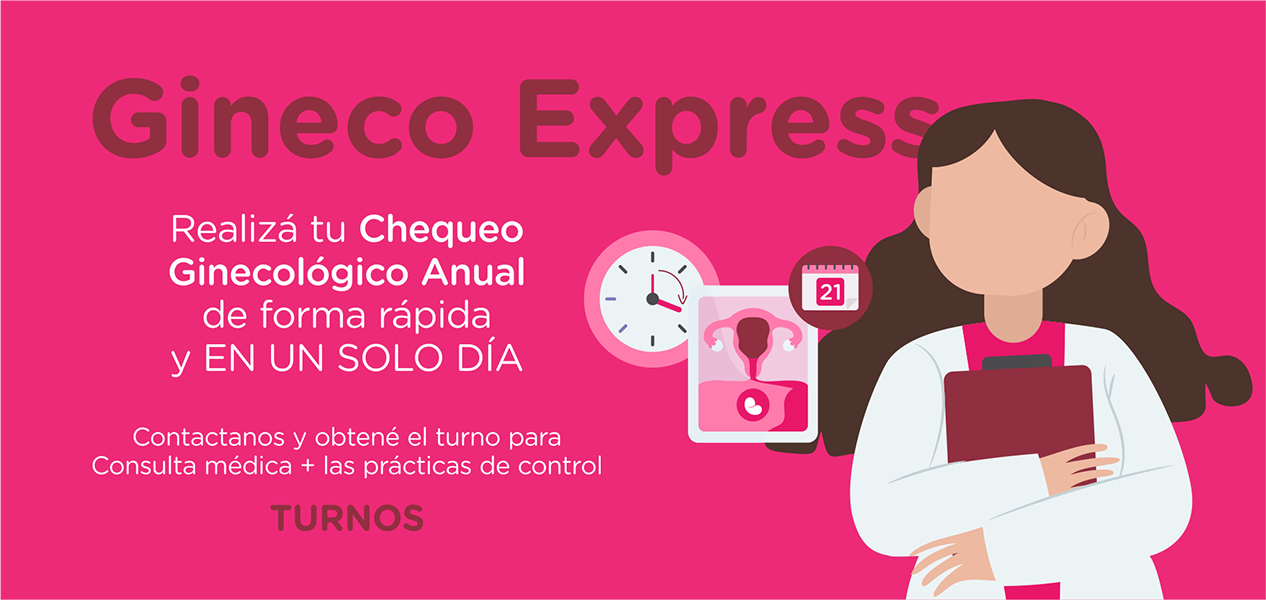 Gineco Express
Realizá tu Chequeo
Ginecológico Anual
de forma rápida
y EN UN SOLO DÍA
21
Contactanos y obtené el turno para
Consulta médica + las prácticas de control
TURNOS